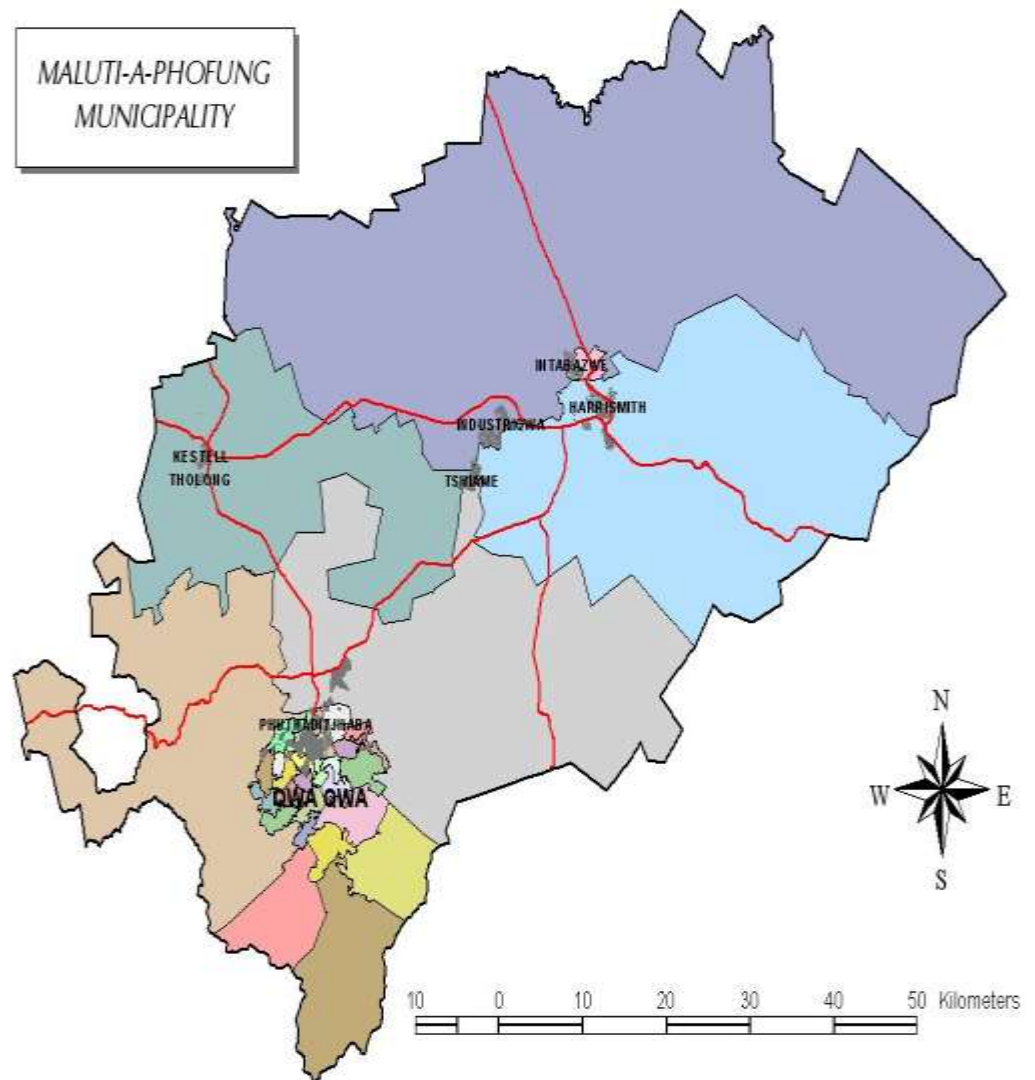 MALUTI-A-PHOFUNG
MUNICIPALITY
INTABAZWE
HARRISMITH
INDUSTRIQWA
KESTELL
THOLONG
TSHIAME
PHUTHADITJHABA
QWA QWA
N
W E
S
10 0 10 20 30 40 50 Kilometers